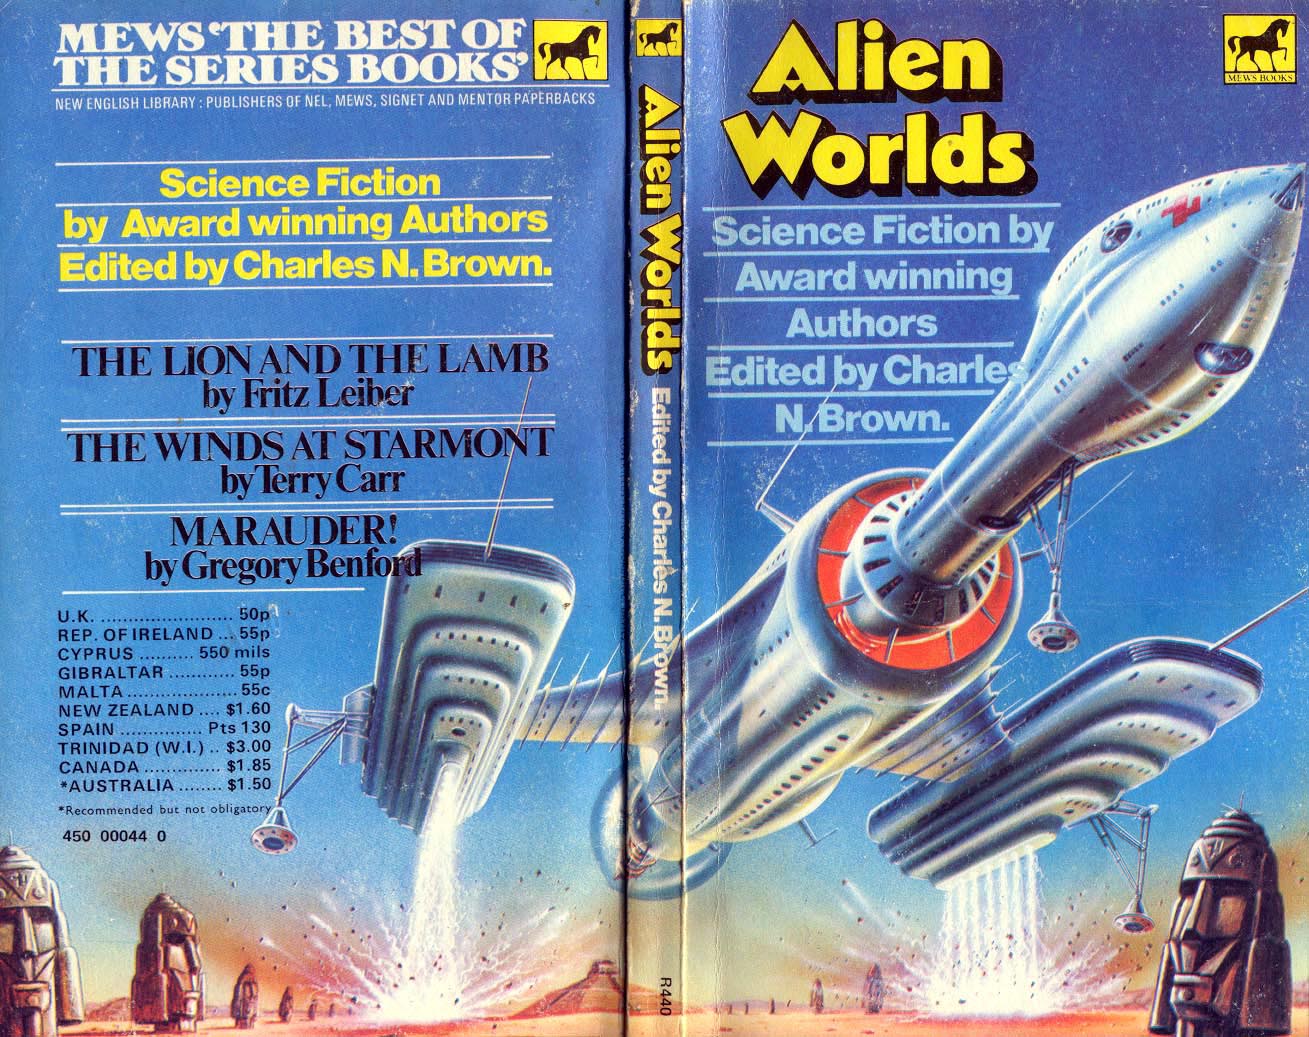 MEWS 'THE BEST OF
THE SERIES BOOKS'
NEW ENGLISH LIBRARY : PUBLISHERS OF NEL, MEWS, SIGNET AND MENTOR PAPERBACKS
Science Fiction
by Award winning Authors
Edited by Charles N. Brown.
THE LION AND THE LAMB
by Fritz Leiber
THE WINDS AT STARMONT
by Terry Carr
MARAUDER!
by Gregory Benford
U.K. ........................ 50p
REP. OF IRELAND ... 55p
CYPRUS .......... 550 mils
GIBRALTAR ............ 55p
MALTA .................... 55c
NEW ZEALAND .... $1.60
SPAIN ............... Pts 130
TRINIDAD (W.I.) .. $3.00
CANADA .............. $1.85
*AUSTRALIA ........ $1.50
*Recommended but not obligatory
450 00044 0
Alien Worlds Edited by Charles N. Brown.
R440
Alien
Worlds
MEWS BOOKS
Science Fiction by
Award winning
Authors
Edited by Charles
N. Brown.